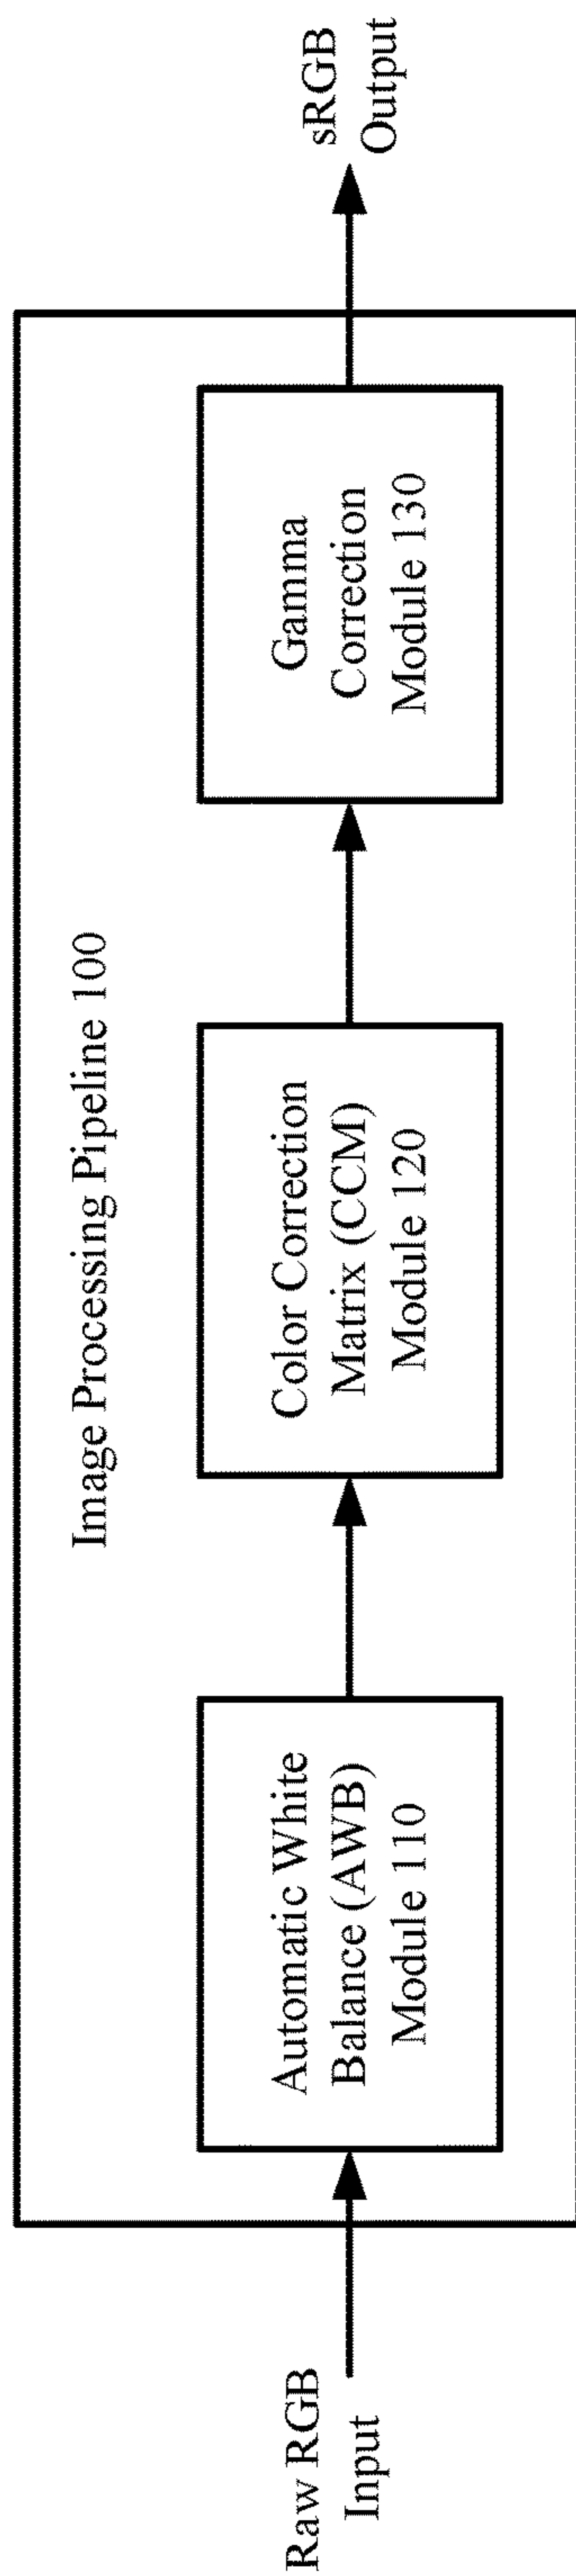 Image Processing Pipeline 100
Raw RGB
Input
Automatic White
Balance (AWB)
Module 110
Color Correction
Matrix (CCM)
Module 120
Gamma
Correction
Module 130
sRGB
Output